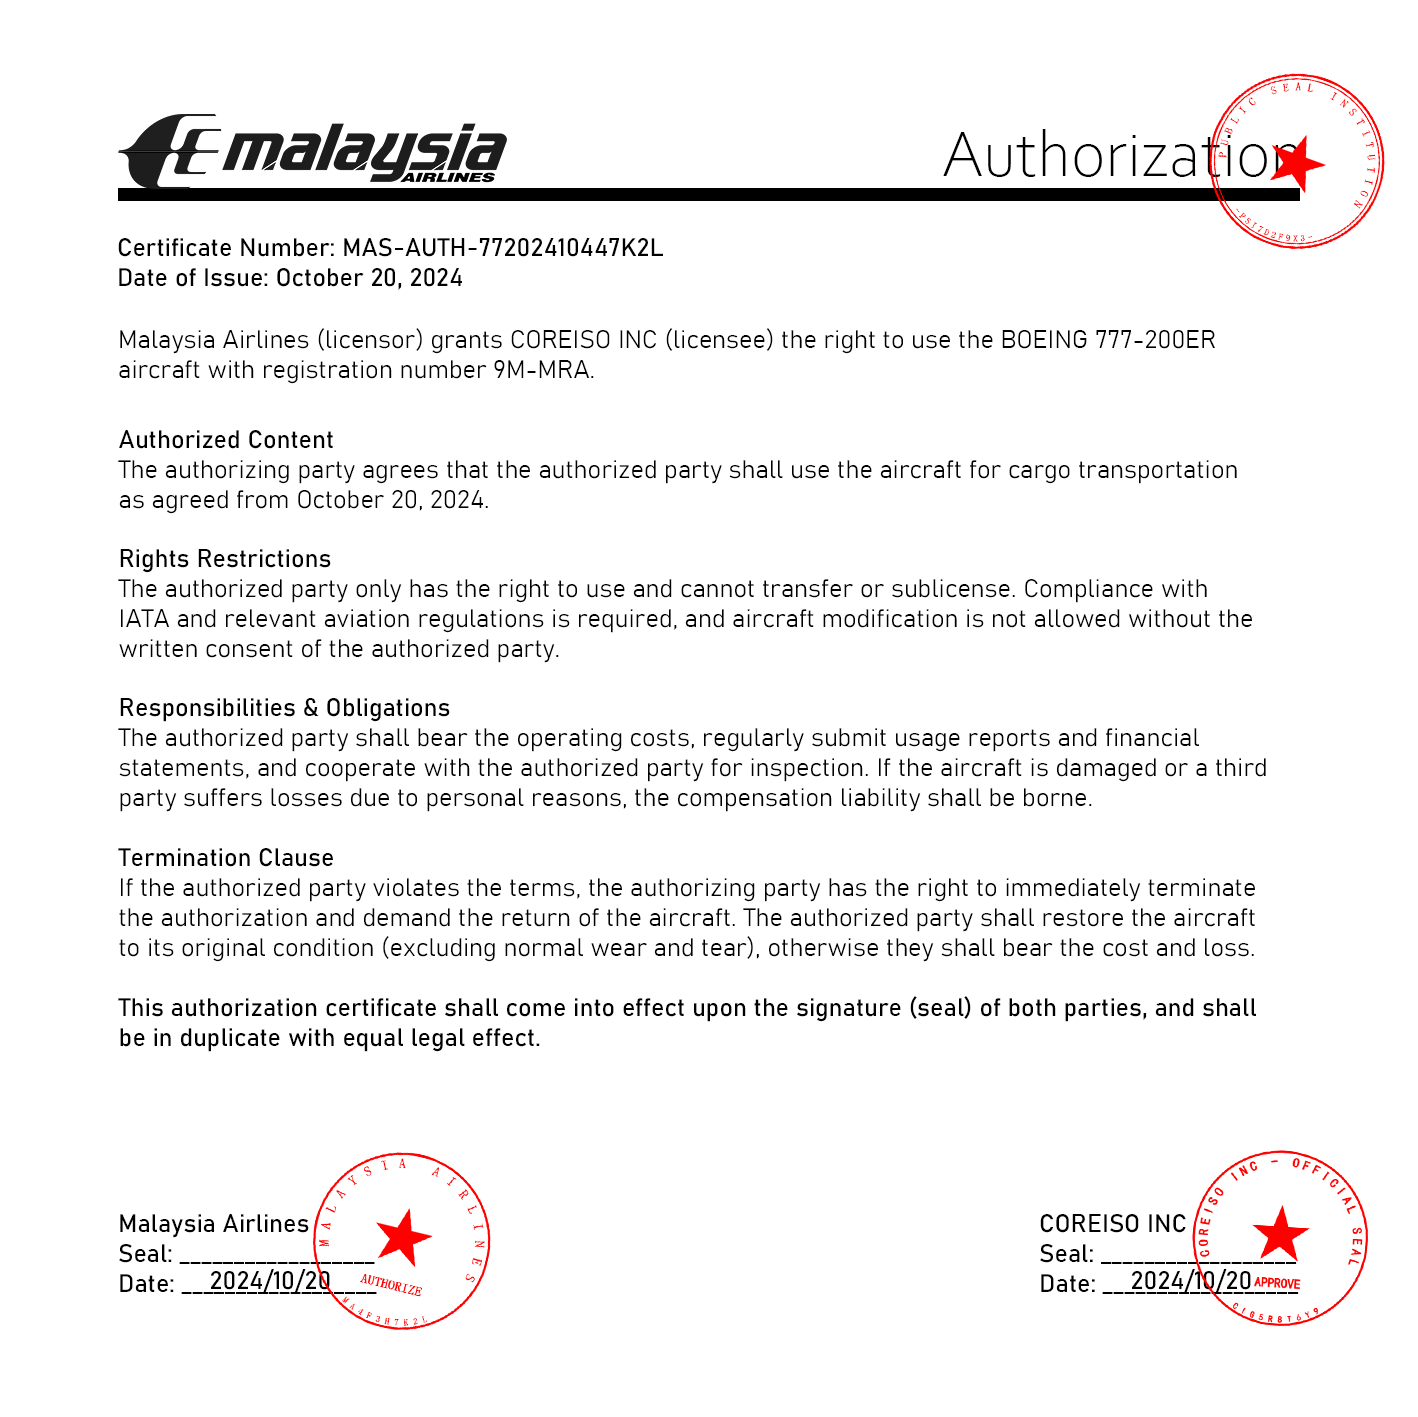 malaysia
AIRLINES
Authorization
PUBLIC SEAL INSTITUTION
-PSI7D2F9X3-
Certificate Number: MAS-AUTH-77202410447K2L
Date of Issue: October 20, 2024
Malaysia Airlines (licensor) grants COREISO INC (licensee) the right to use the BOEING 777-200ER
aircraft with registration number 9M-MRA.
Authorized Content
The authorizing party agrees that the authorized party shall use the aircraft for cargo transportation
as agreed from October 20, 2024.
Rights Restrictions
The authorized party only has the right to use and cannot transfer or sublicense. Compliance with
IATA and relevant aviation regulations is required, and aircraft modification is not allowed without the
written consent of the authorized party.
Responsibilities & Obligations
The authorized party shall bear the operating costs, regularly submit usage reports and financial
statements, and cooperate with the authorized party for inspection. If the aircraft is damaged or a third
party suffers losses due to personal reasons, the compensation liability shall be borne.
Termination Clause
If the authorized party violates the terms, the authorizing party has the right to immediately terminate
the authorization and demand the return of the aircraft. The authorized party shall restore the aircraft
to its original condition (excluding normal wear and tear), otherwise they shall bear the cost and loss.
This authorization certificate shall come into effect upon the signature (seal) of both parties, and shall
be in duplicate with equal legal effect.
Malaysia Airlines
Seal: __________________
Date: 2024/10/20
MALAYSIA AIRLINES
AUTHORIZE
MA4F3H7K2L
COREISO INC
Seal: __________________
Date: 2024/10/20
COREISO INC - OFFICIAL SEAL
APPROVE